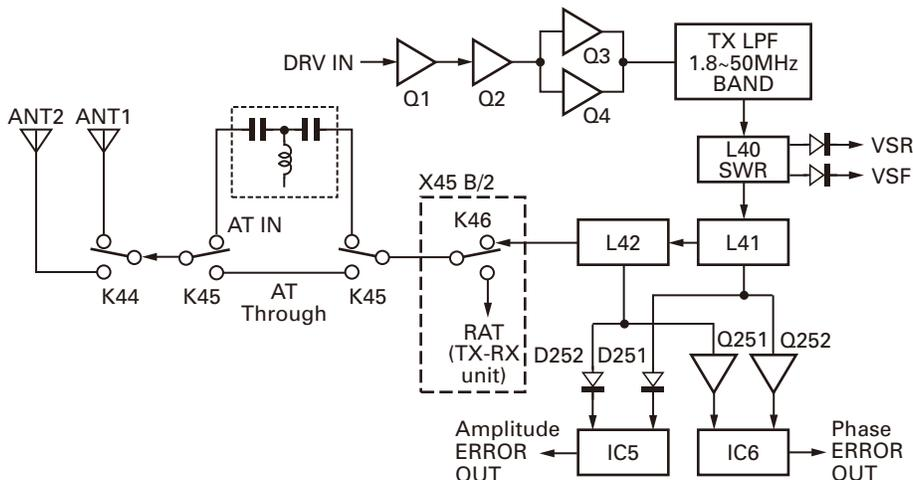 DRV IN
Q1
Q2
Q3
Q4
TX LPF
1.8~50MHz
BAND
L40
SWR
VSR
VSF
ANT2
ANT1
AT IN
X45 B/2
K46
L42
L41
K44
K45
AT
Through
K45
RAT
(TX-RX
unit)
D252
D251
Q251
Q252
Amplitude
ERROR
OUT
IC5
IC6
Phase
ERROR
OUT